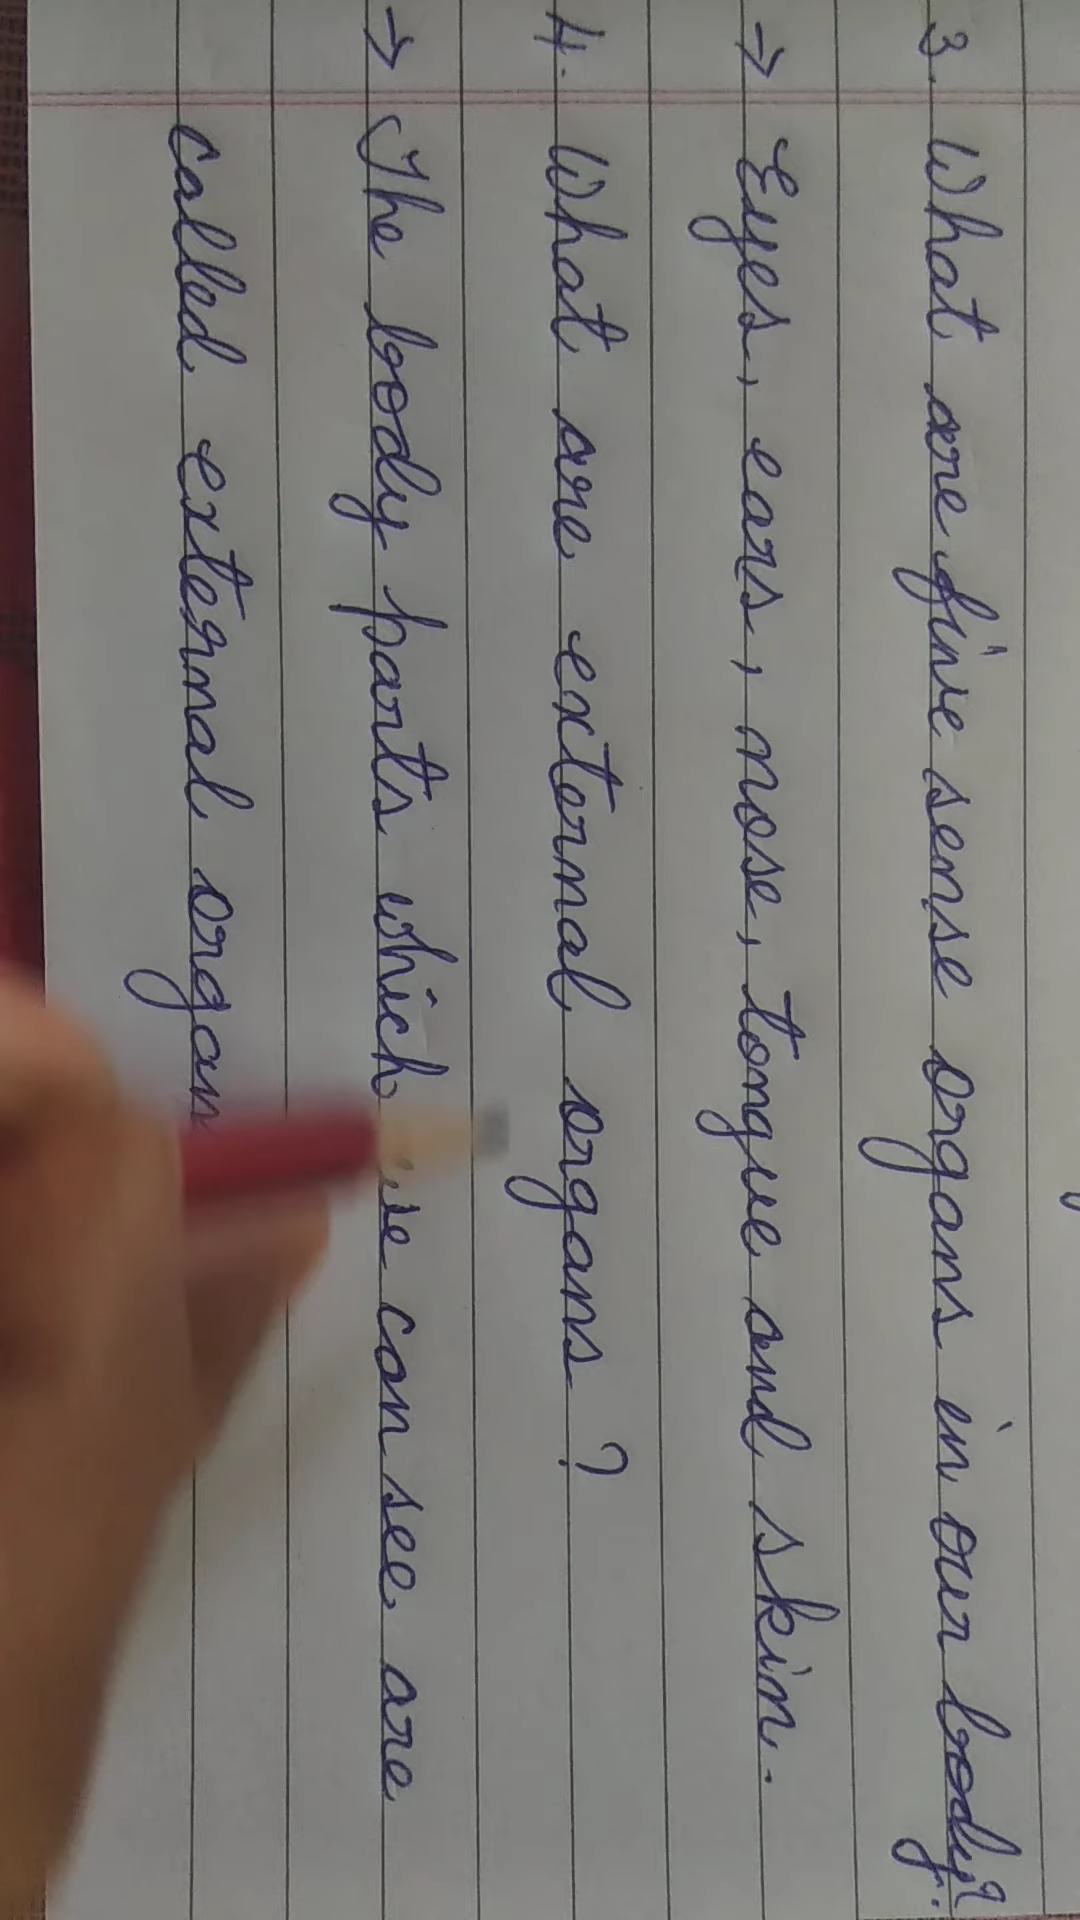 3. What are five sense organs in our body?
→ Eyes, ears, nose, tongue and skin.
4. What are external organs?
→ The body parts which we can see are
called external organ